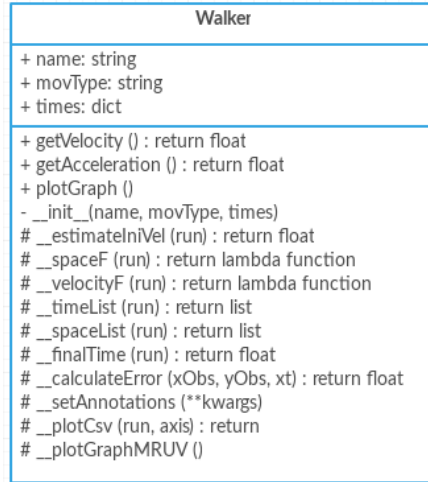 Walker
+ name: string
+ movType: string
+ times: dict
+ getVelocity () : return float
+ getAcceleration () : return float
+ plotGraph ()
- __init__(name, movType, times)
# __estimateIniVel (run) : return float
# __spaceF (run) : return lambda function
# __velocityF (run) : return lambda function
# __timeList (run) : return list
# __spaceList (run) : return list
# __finalTime (run) : return float
# __calculateError (xObs, yObs, xt) : return float
# __setAnnotations (**kwargs)
# __plotCsv (run, axis) : return
# __plotGraphMRUV ()